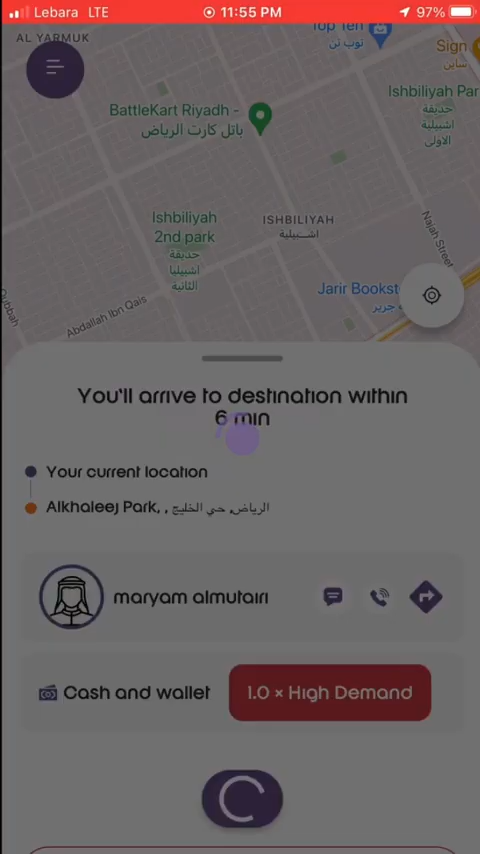 Lebara LTE 11:55 PM 97%
AL YARMUK
Top Ten
توب تن
Sign
ساين
BattleKart Riyadh -
باتل كارت الرياض
Ishbiliyah Par
حديقة
اشبيلية
الاولى
Ishbiliyah
2nd park
حديقة
اشبيليا
الثانية
ISHBILIYAH
اشبيلية
Najah Street
Abdallah Ibn Qais
Jarir Bookst
جرير
You'll arrive to destination within
6 min
Your current location
Alkhaleej Park, , الرياض, حي الخليج
maryam almutairi
Cash and wallet
1.0 × High Demand